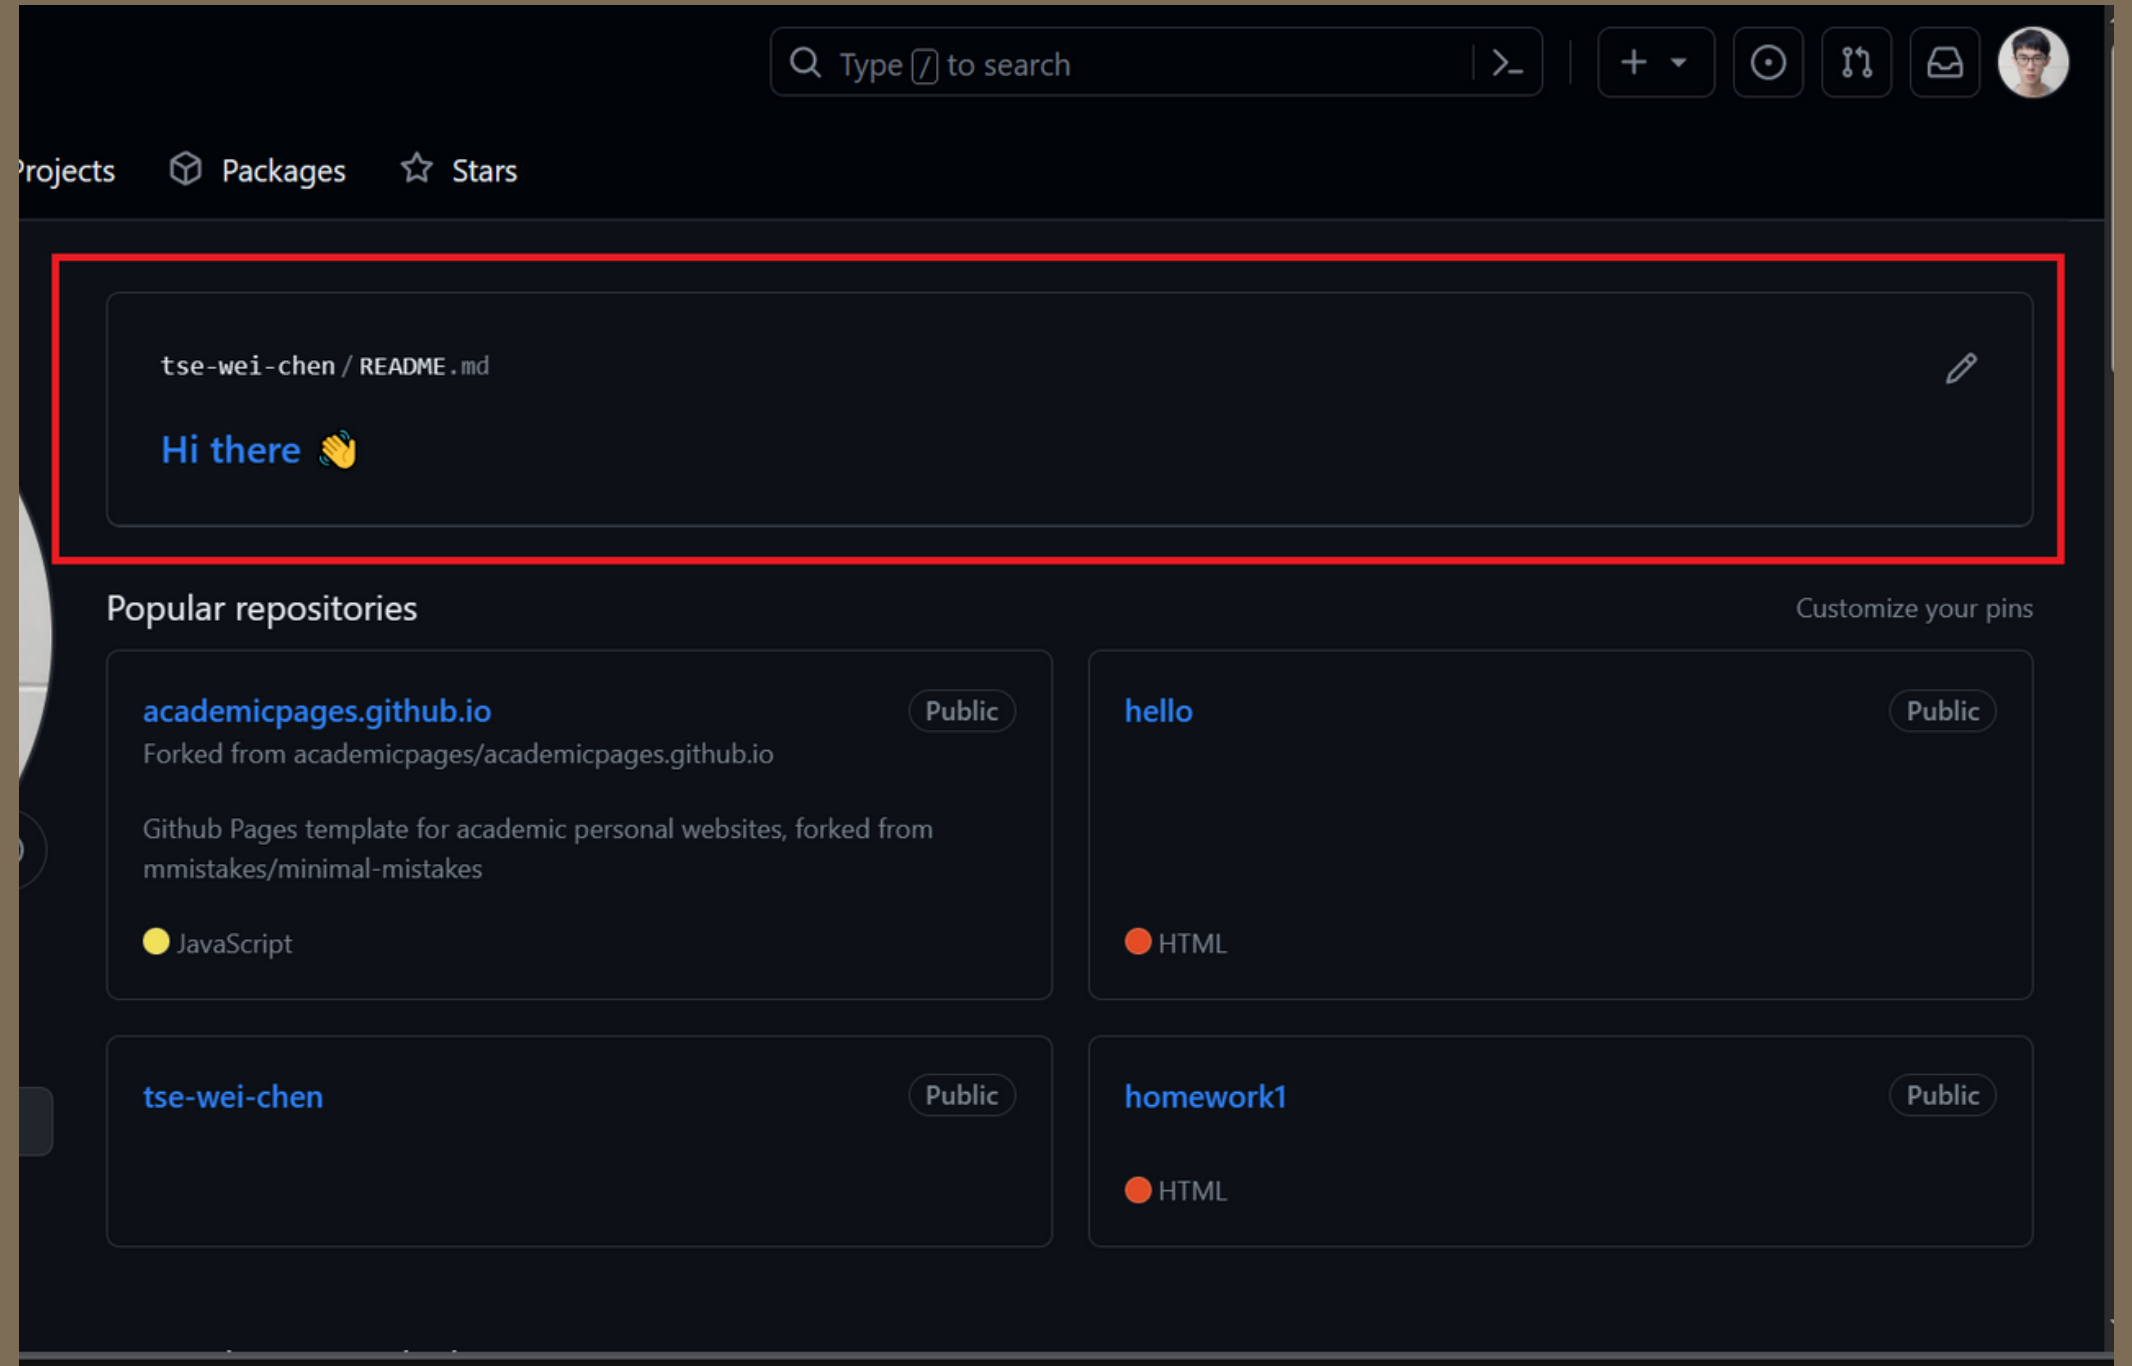 Type / to search
Projects Packages Stars
tse-wei-chen / README.md
Hi there 👋
Popular repositories
Customize your pins
academicpages.github.io Public
Forked from academicpages/academicpages.github.io
Github Pages template for academic personal websites, forked from
mmistakes/minimal-mistakes
JavaScript
hello Public
HTML
tse-wei-chen Public
homework1 Public
HTML